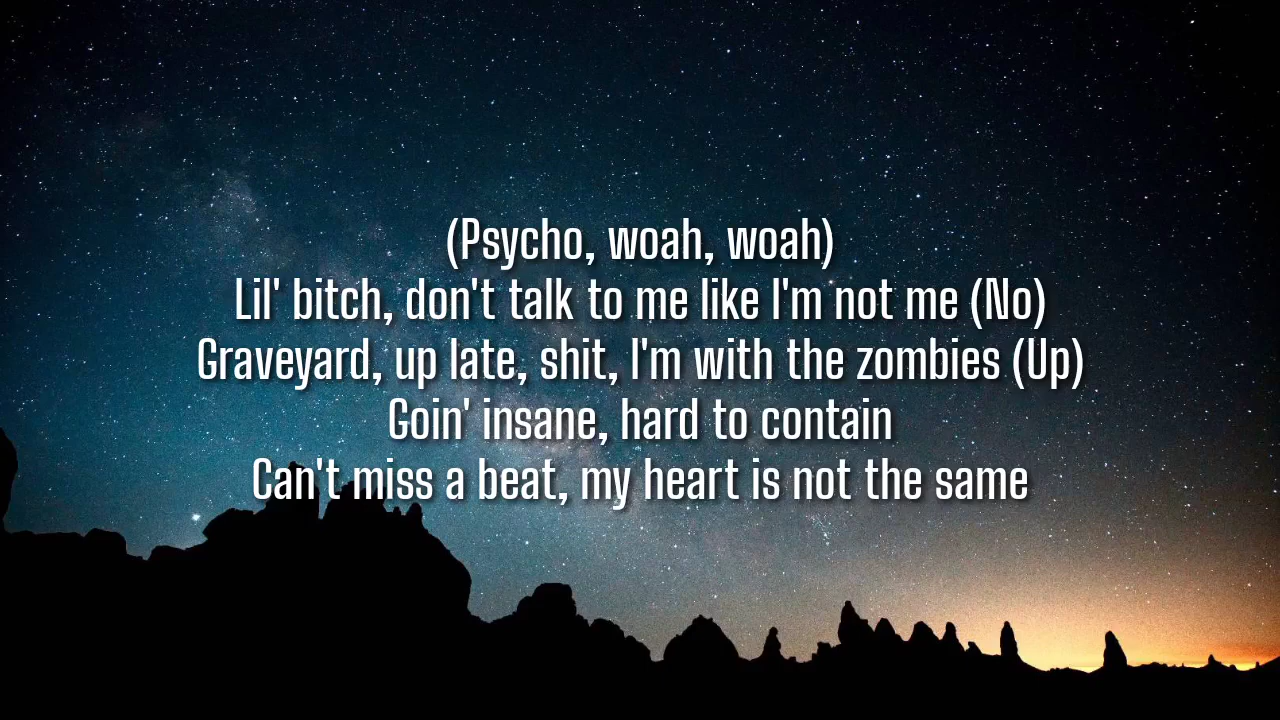 (Psycho, woah, woah)
Lil' bitch, don't talk to me like I'm not me (No)
Graveyard, up late, shit, I'm with the zombies (Up)
Goin' insane, hard to contain
Can't miss a beat, my heart is not the same